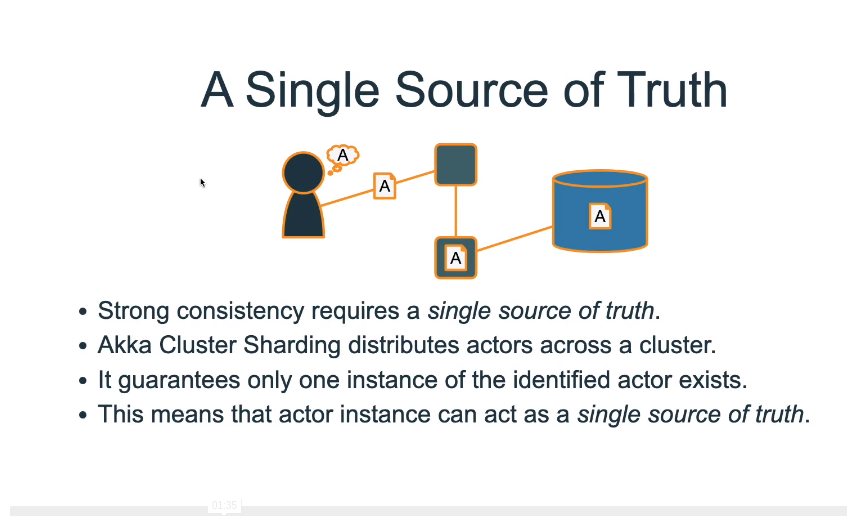 A Single Source of Truth
A
A
A
A
• Strong consistency requires a single source of truth.
• Akka Cluster Sharding distributes actors across a cluster.
• It guarantees only one instance of the identified actor exists.
• This means that actor instance can act as a single source of truth.
01:35